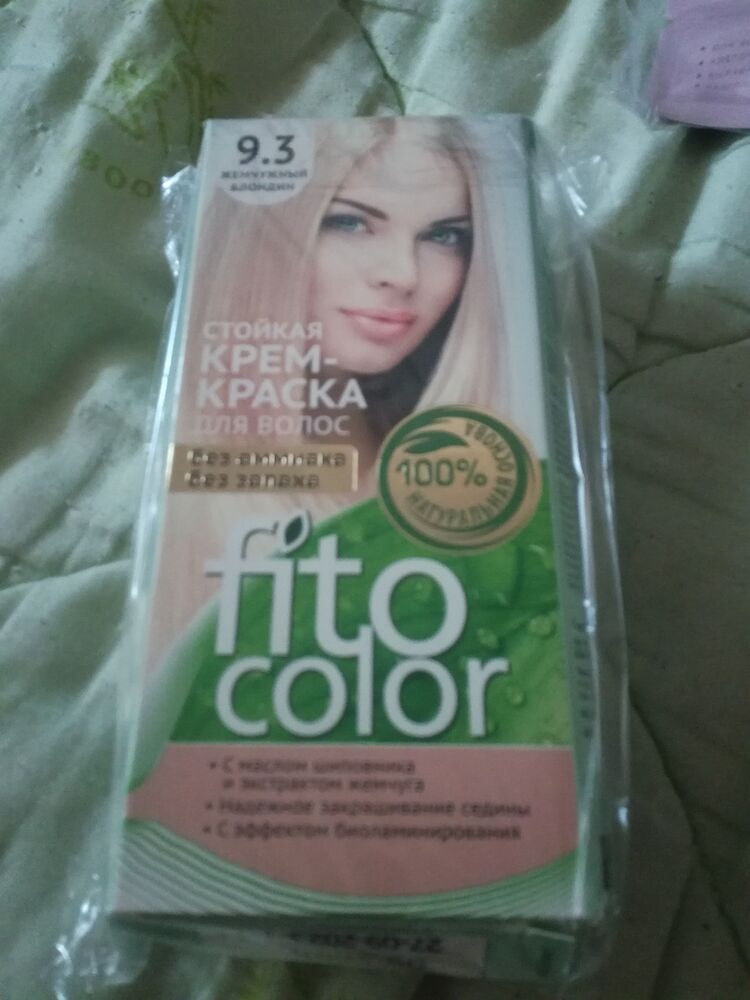 9.3
ЖЕМЧУЖНЫЙ
БЛОНДИН
СТОЙКАЯ
КРЕМ-
КРАСКА
ДЛЯ ВОЛОС
без аммиака
без запаха
100%
НАТУРАЛЬНАЯ ОСНОВА
fito
color
• С маслом шиповника
и экстрактом жемчуга
• Надежное закрашивание седины
• С эффектом биоламинирования